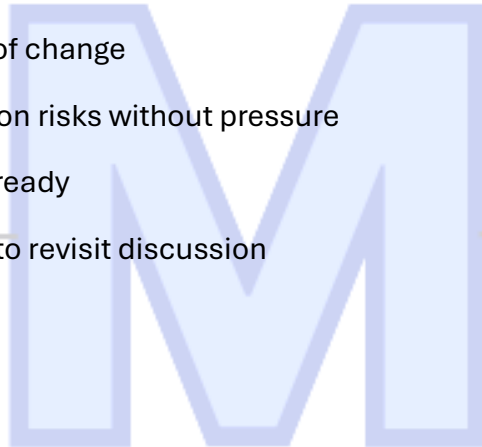 of change
on risks without pressure
ready
to revisit discussion